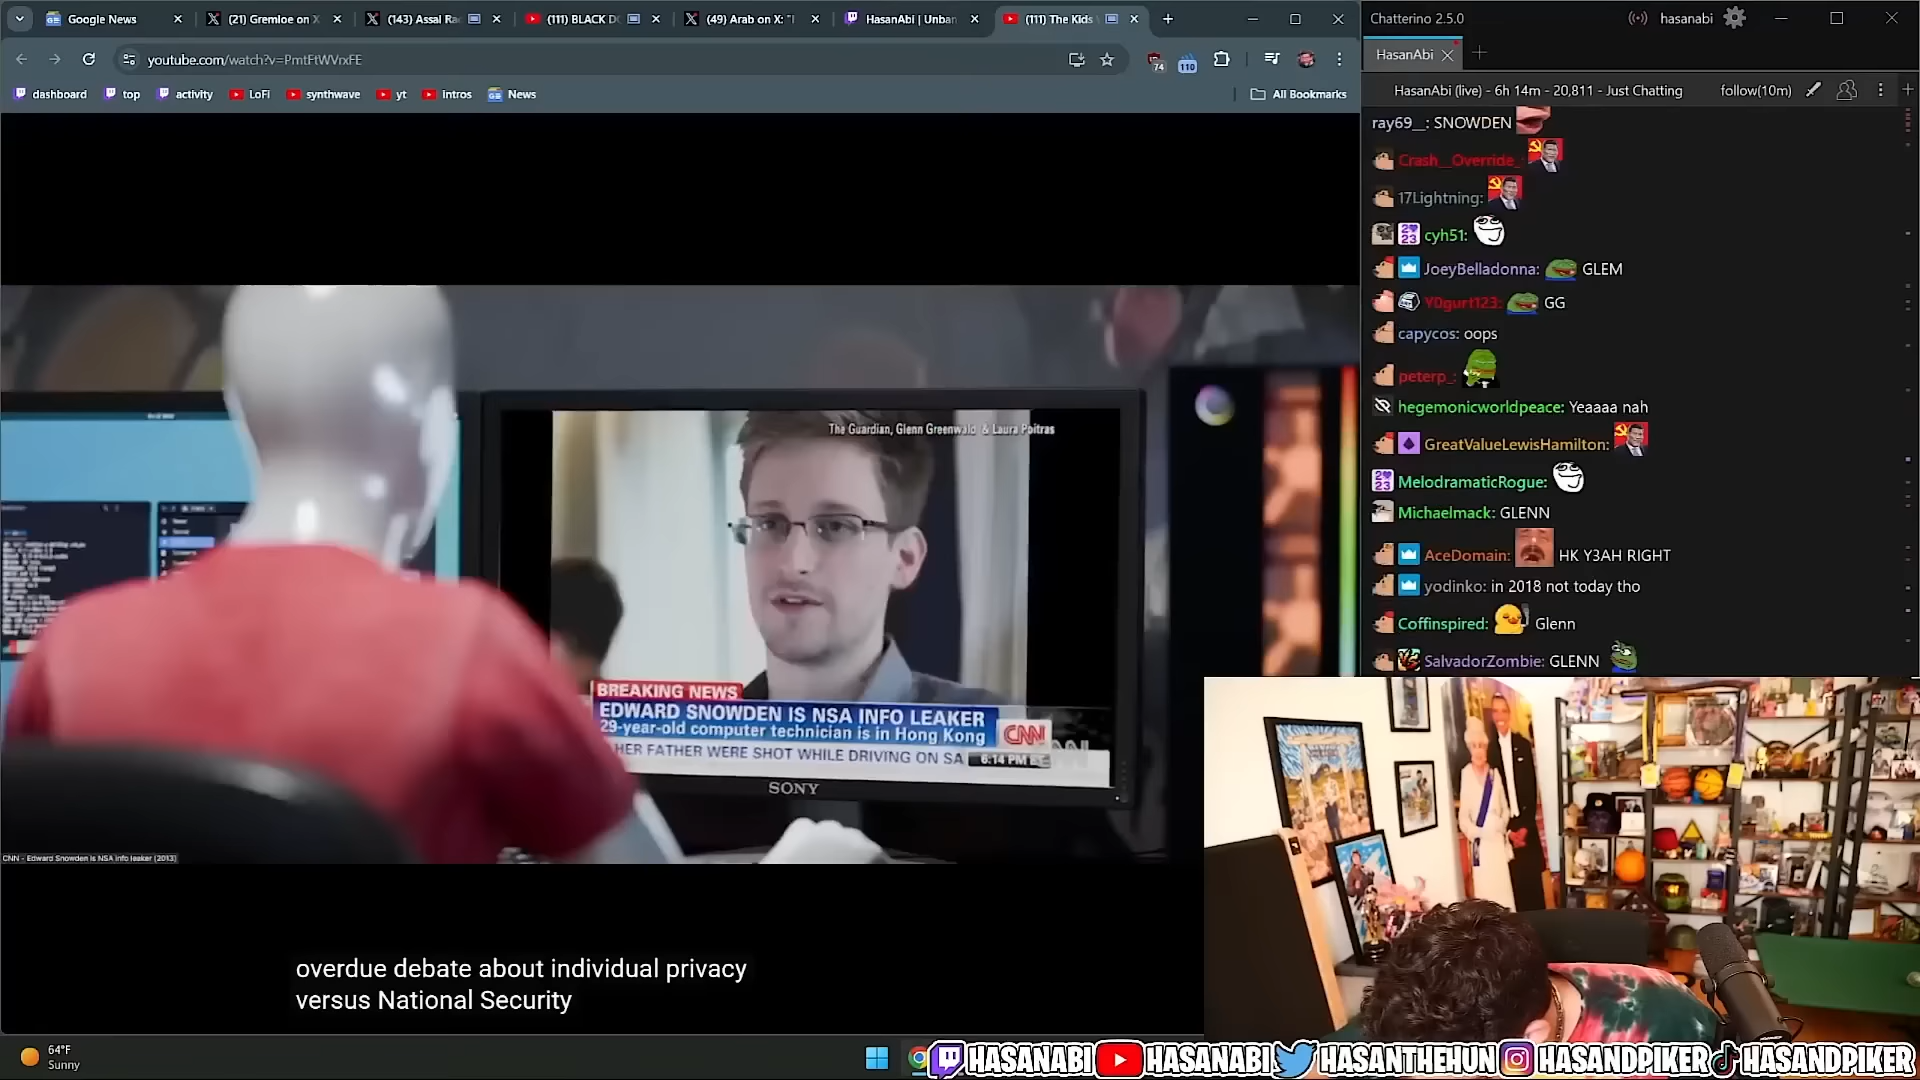 Google News
(21) Gremloe on X
(143) Assal Ra
(111) BLACK D
(49) Arab on X: "I
HasanAbi | Unban
(111) The Kids
youtube.com/watch?v=PmtFtWVrxFE
74
110
dashboard
top
activity
LoFi
synthwave
yt
Intros
News
All Bookmarks
The Guardian, Glenn Greenwald & Laura Poitras
BREAKING NEWS
EDWARD SNOWDEN IS NSA INFO LEAKER
29-year-old computer technician is in Hong Kong
CNN
HER FATHER WERE SHOT WHILE DRIVING ON SA
6:14 PM ET
SONY
CNN - Edward Snowden is NSA info leaker (2013)
overdue debate about individual privacy
versus National Security
Chatterino 2.5.0
hasanabi
HasanAbi
HasanAbi (live) - 6h 14m - 20,811 - Just Chatting
follow(10m)
ray69__: SNOWDEN
Crash__Override_:
17Lightning:
cyh51:
JoeyBelladonna: GLEM
Y0gurt123: GG
capycos: oops
peterp_:
hegemonicworldpeace: Yeaaaa nah
GreatValueLewisHamilton:
MelodramaticRogue:
Michaelmack: GLENN
AceDomain: HK Y3AH RIGHT
yodinko: in 2018 not today tho
Coffinspired: Glenn
SalvadorZombie: GLENN
64°F
Sunny
HASANABI HASANABI HASANTHEHUN HASANDPIKER HASANDPIKER